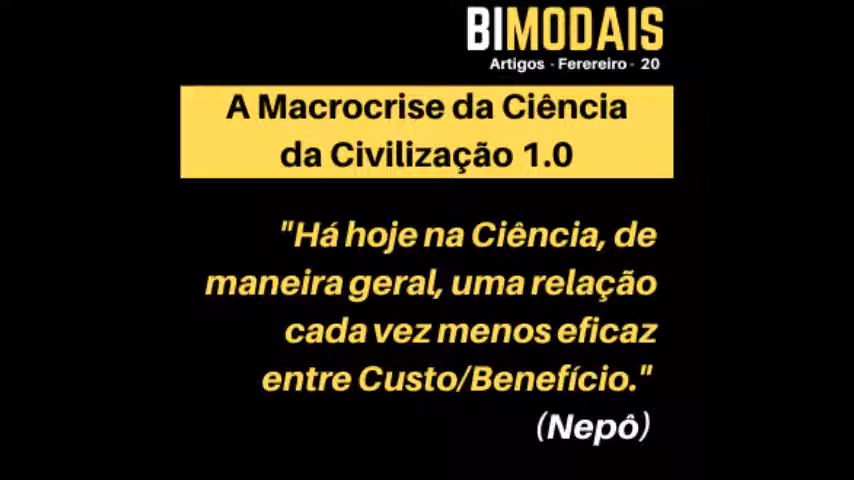 BIMODAIS
Artigos - Ferereiro - 20
A Macrocrise da Ciência
da Civilização 1.0
"Há hoje na Ciência, de
maneira geral, uma relação
cada vez menos eficaz
entre Custo/Benefício."
(Nepô)